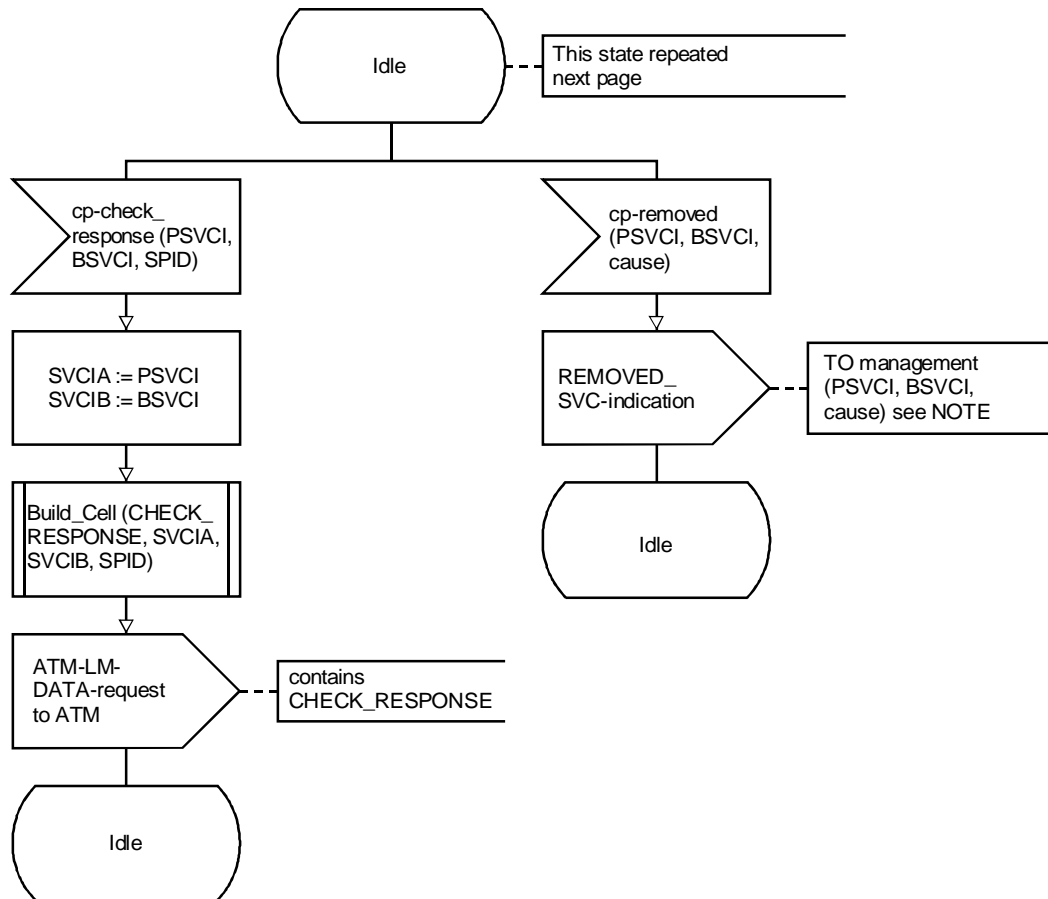 Idle
This state repeated
next page
cp-check_
response (PSVCI,
BSVCI, SPID)
cp-removed
(PSVCI, BSVCI,
cause)
SVCIA := PSVCI
SVCIB := BSVCI
REMOVED_
SVC-indication
TO management
(PSVCI, BSVCI,
cause) see NOTE
Build_Cell (CHECK_
RESPONSE, SVCIA,
SVCIB, SPID)
Idle
ATM-LM-
DATA-request
to ATM
contains
CHECK_RESPONSE
Idle